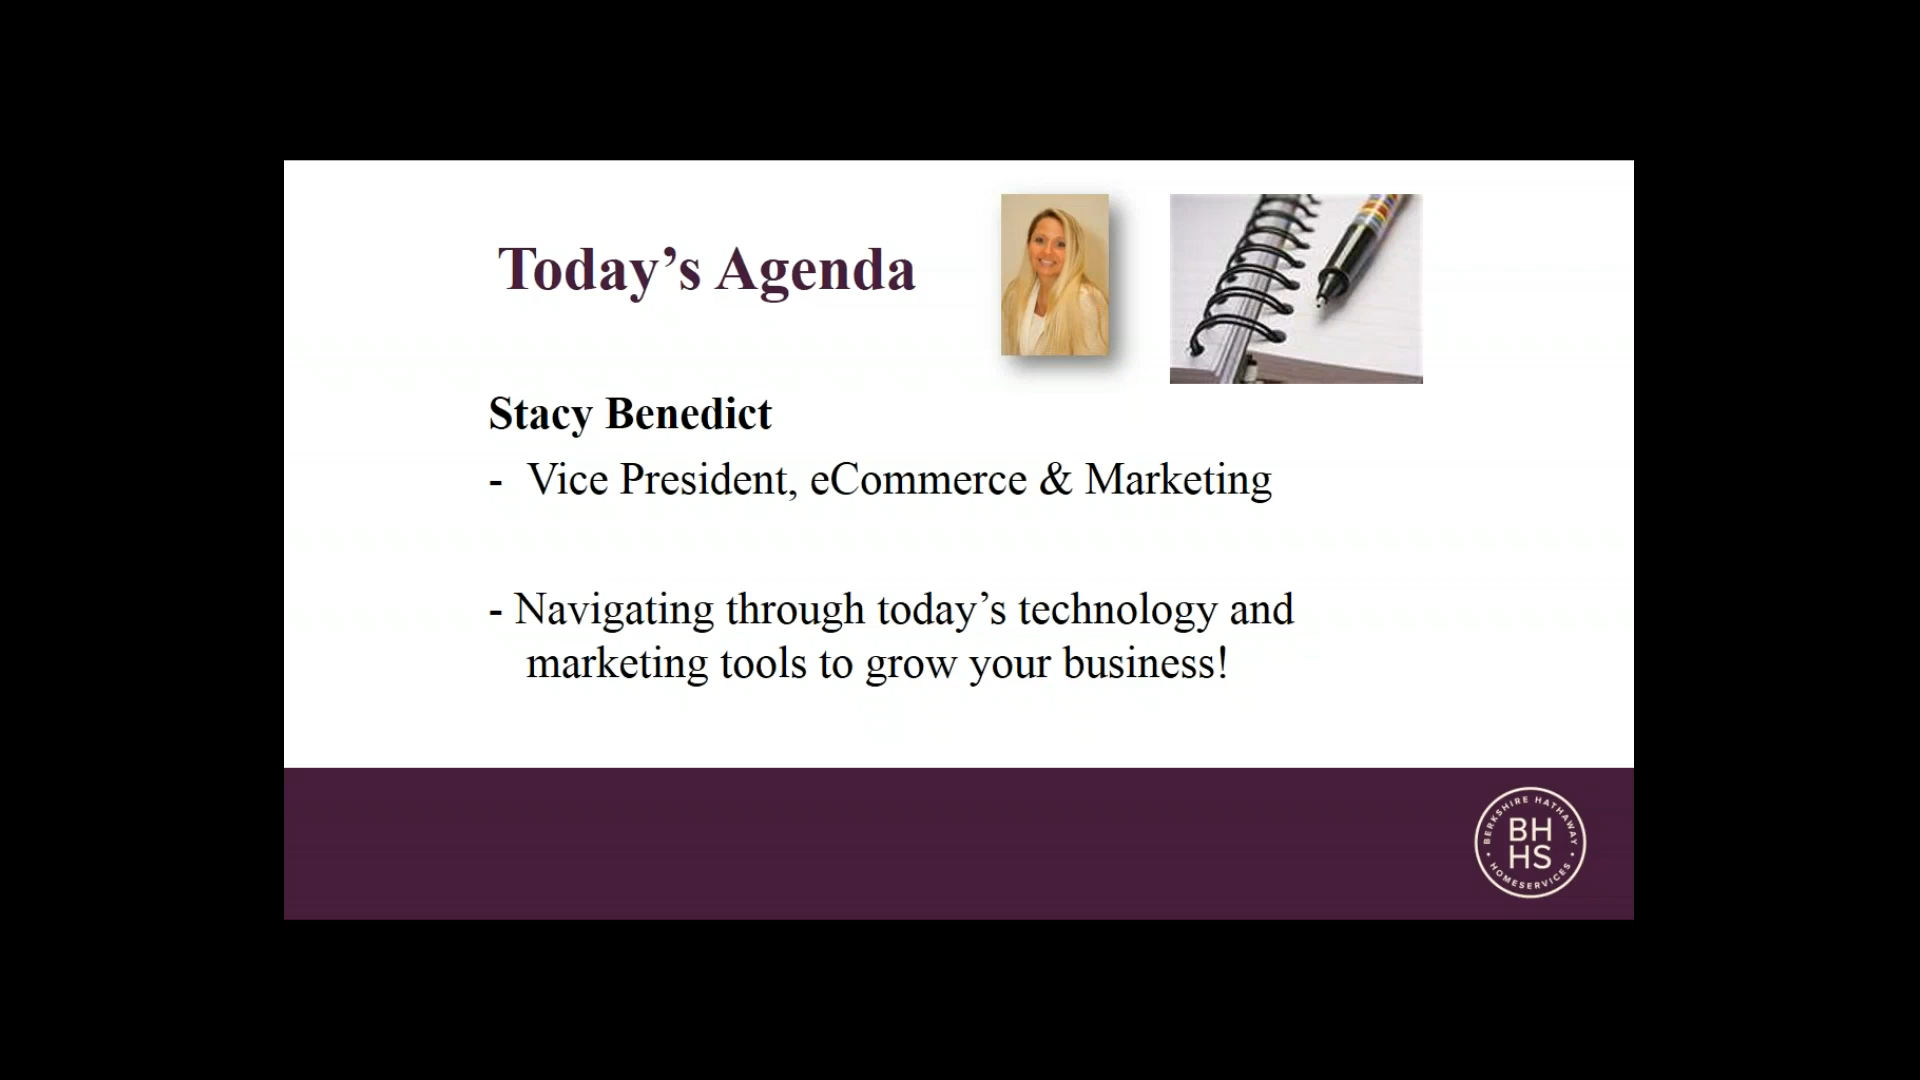 Today’s Agenda
Stacy Benedict
- Vice President, eCommerce & Marketing
- Navigating through today’s technology and
marketing tools to grow your business!
BERKSHIRE HATHAWAY
BH
HS
HOMESERVICES